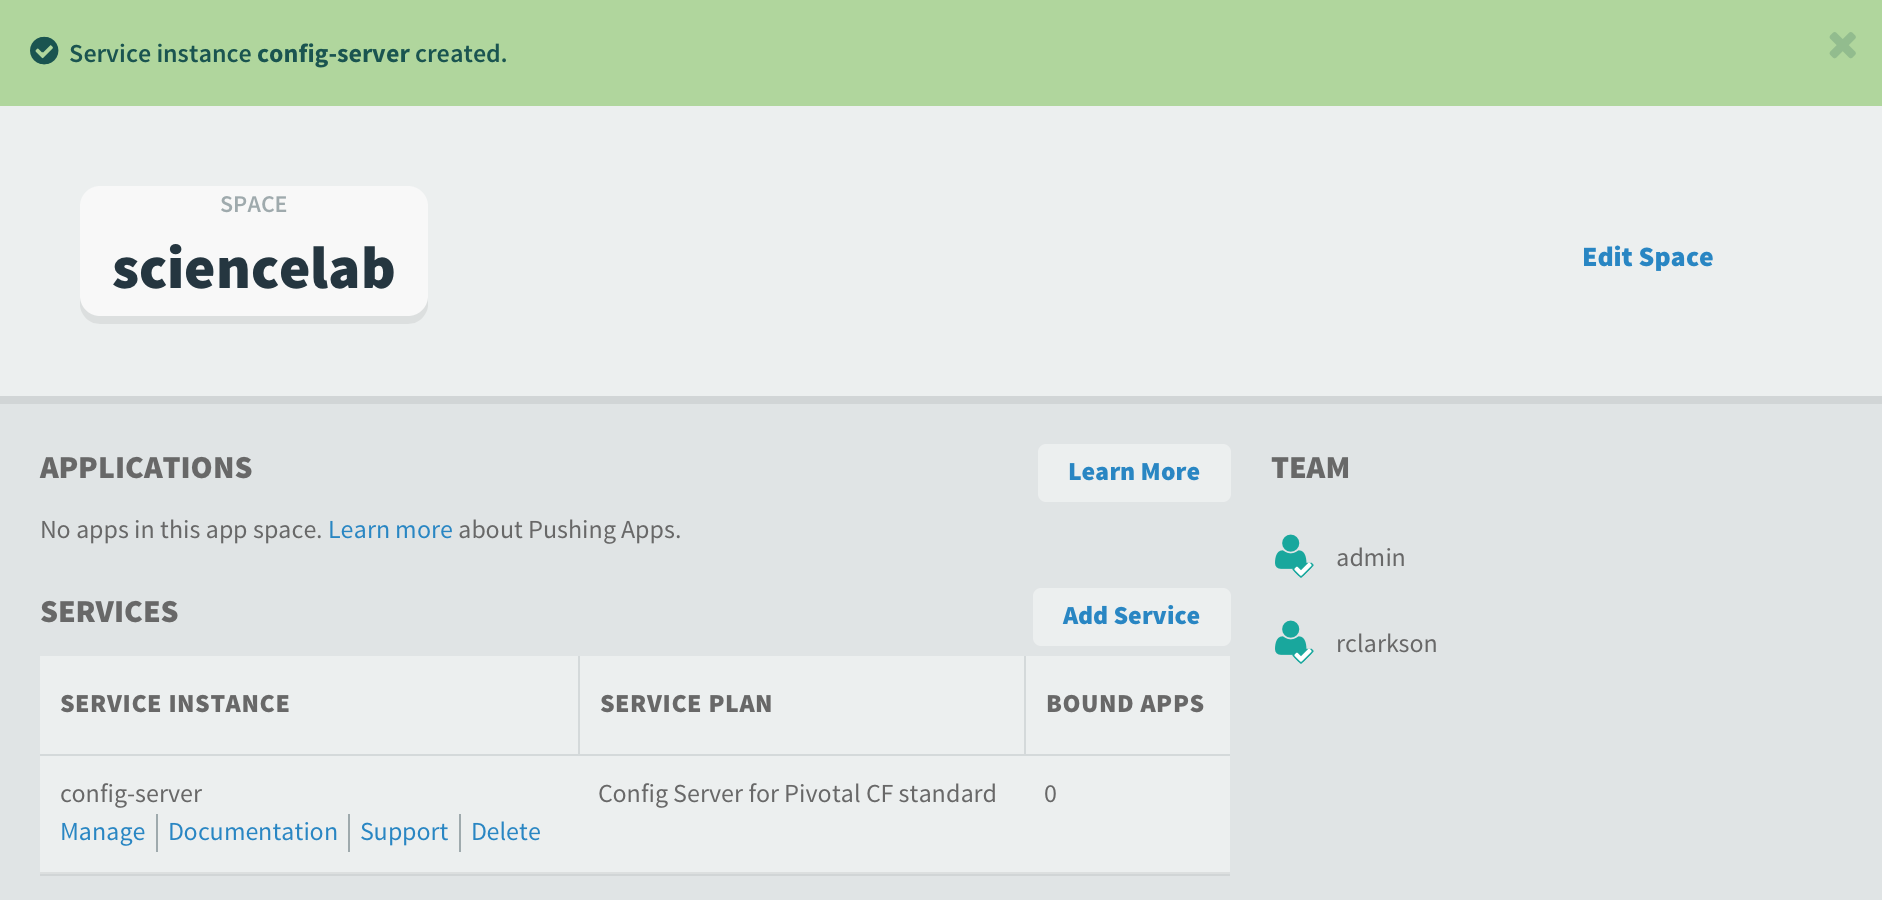 Service instance config-server created.
SPACE
sciencelab
Edit Space
APPLICATIONS
Learn More
No apps in this app space. Learn more about Pushing Apps.
SERVICES
Add Service
SERVICE INSTANCE SERVICE PLAN BOUND APPS
config-server Config Server for Pivotal CF standard 0
Manage Documentation Support Delete
TEAM
admin
rclarkson